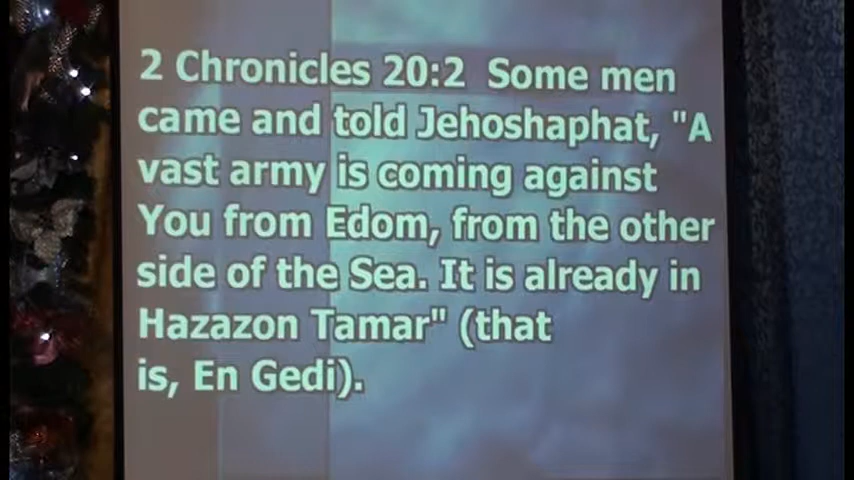 2 Chronicles 20:2 Some men
came and told Jehoshaphat, "A
vast army is coming against
You from Edom, from the other
side of the Sea. It is already in
Hazazon Tamar" (that
is, En Gedi).